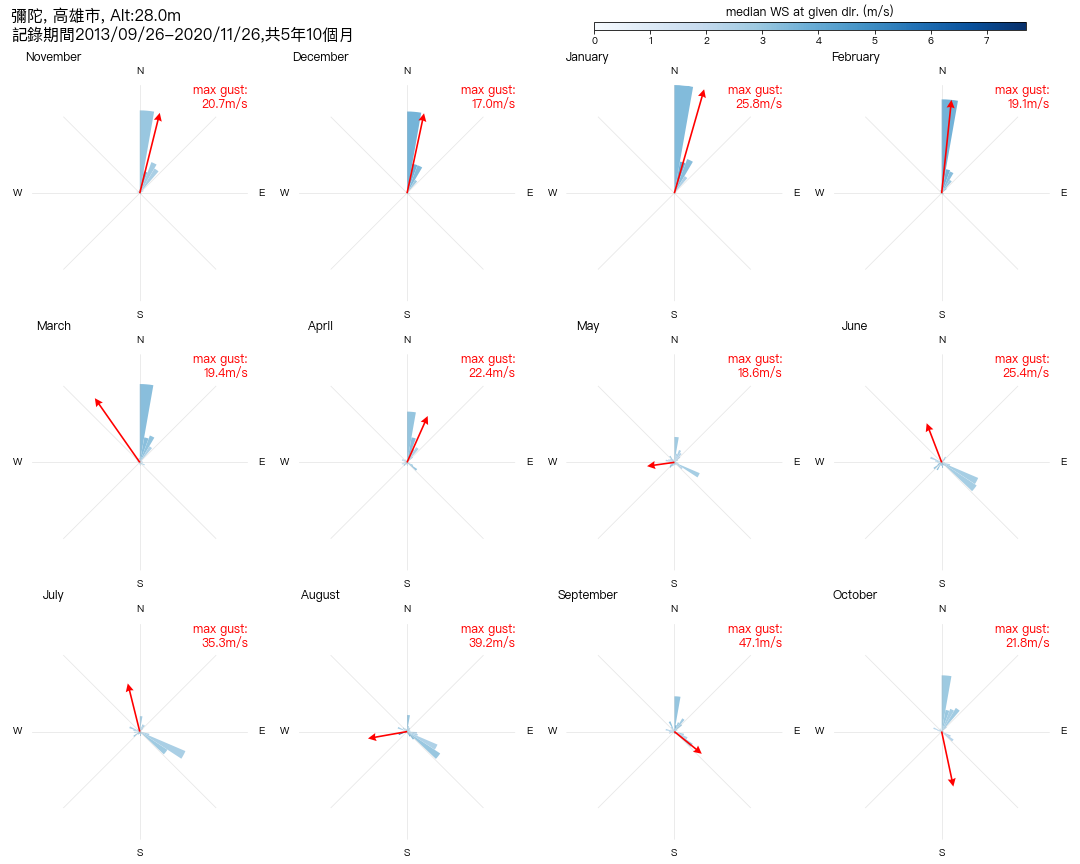 彌陀, 高雄市, Alt:28.0m
記錄期間2013/09/26-2020/11/26,共5年10個月
median WS at given dir. (m/s)
0 1 2 3 4 5 6 7
November
N
max gust:
20.7m/s
W
E
S
December
N
max gust:
17.0m/s
W
E
S
January
N
max gust:
25.8m/s
W
E
S
February
N
max gust:
19.1m/s
W
E
S
March
N
max gust:
19.4m/s
W
E
S
April
N
max gust:
22.4m/s
W
E
S
May
N
max gust:
18.6m/s
W
E
S
June
N
max gust:
25.4m/s
W
E
S
July
N
max gust:
35.3m/s
W
E
S
August
N
max gust:
39.2m/s
W
E
S
September
N
max gust:
47.1m/s
W
E
S
October
N
max gust:
21.8m/s
W
E
S